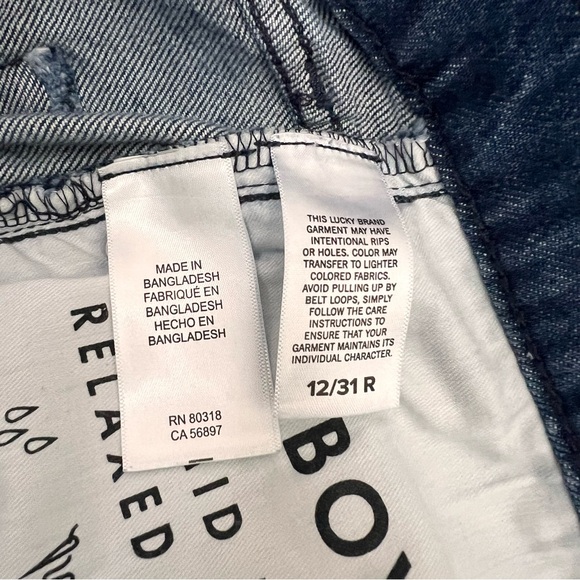 MADE IN
BANGLADESH
FABRIQUÉ EN
BANGLADESH
HECHO EN
BANGLADESH
RN 80318
CA 56897
THIS LUCKY BRAND
GARMENT MAY HAVE
INTENTIONAL RIPS
OR HOLES. COLOR MAY
TRANSFER TO LIGHTER
COLORED FABRICS.
AVOID PULLING UP BY
BELT LOOPS, SIMPLY
FOLLOW THE CARE
INSTRUCTIONS TO
ENSURE THAT YOUR
GARMENT MAINTAINS ITS
INDIVIDUAL CHARACTER.
12/31 R
BOY
RELAXED